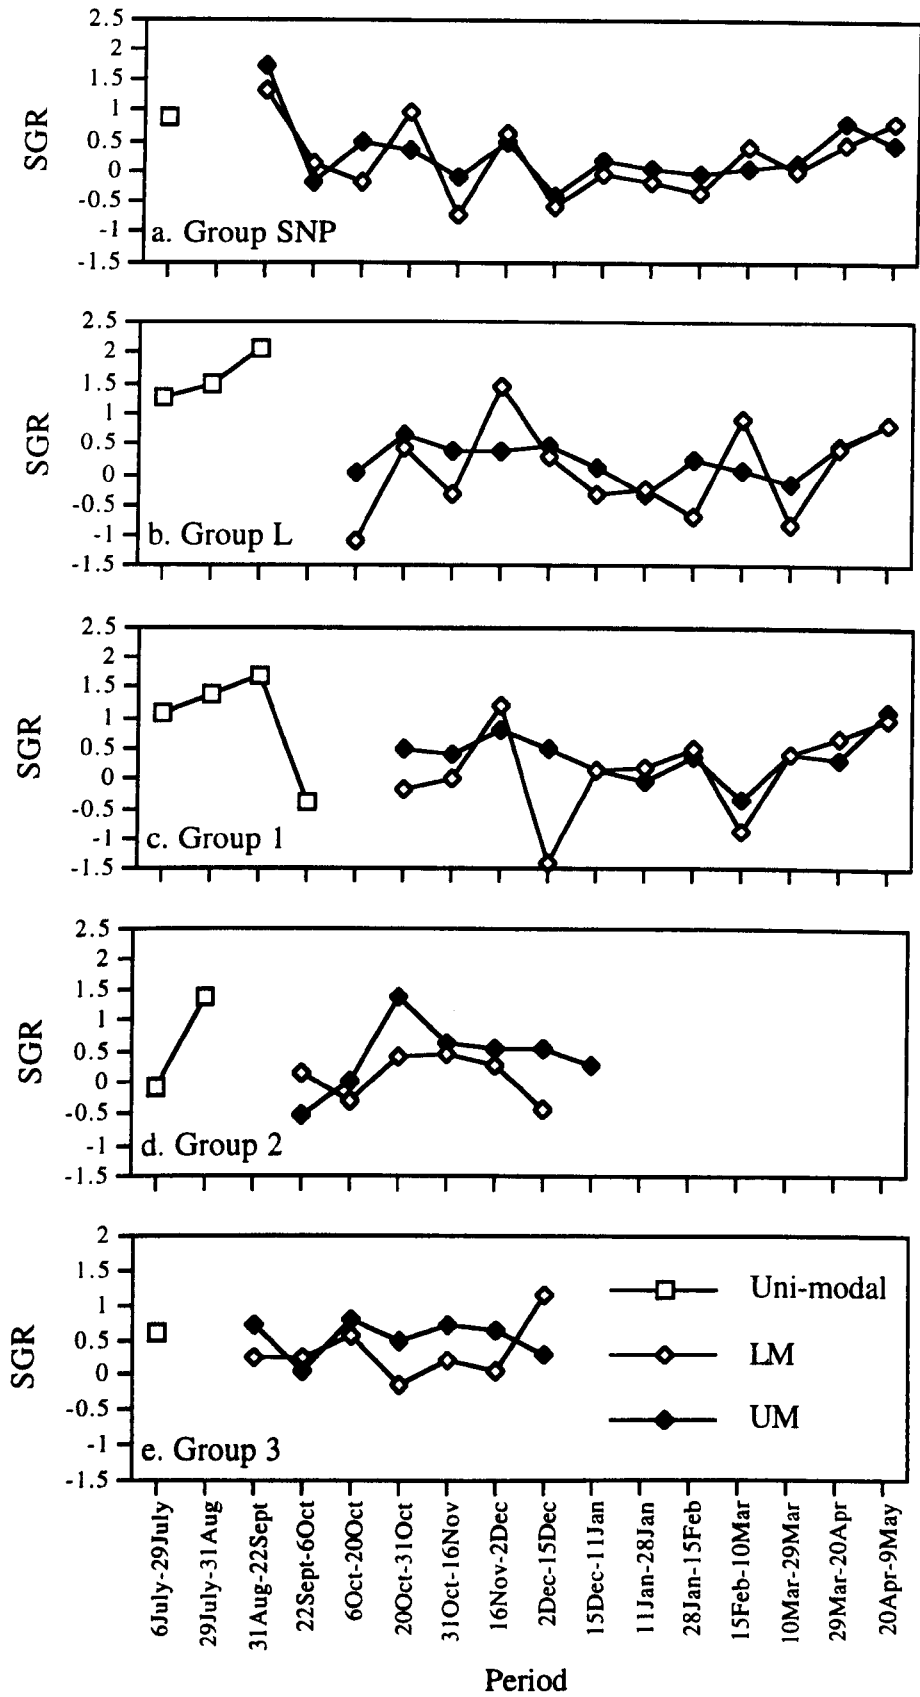 2.5
2
1.5
1
0.5
0
-0.5
-1
-1.5
SGR
a. Group SNP
2.5
2
1.5
1
0.5
0
-0.5
-1
-1.5
SGR
b. Group L
2.5
2
1.5
1
0.5
0
-0.5
-1
-1.5
SGR
c. Group 1
2.5
2
1.5
1
0.5
0
-0.5
-1
-1.5
SGR
d. Group 2
2
1.5
1
0.5
0
-0.5
-1
-1.5
SGR
e. Group 3
Uni-modal
LM
UM
6July-29July
29July-31Aug
31Aug-22Sept
22Sept-6Oct
6Oct-20Oct
20Oct-31Oct
31Oct-16Nov
16Nov-2Dec
2Dec-15Dec
15Dec-11Jan
11Jan-28Jan
28Jan-15Feb
15Feb-10Mar
10Mar-29Mar
29Mar-20Apr
20Apr-9May
Period